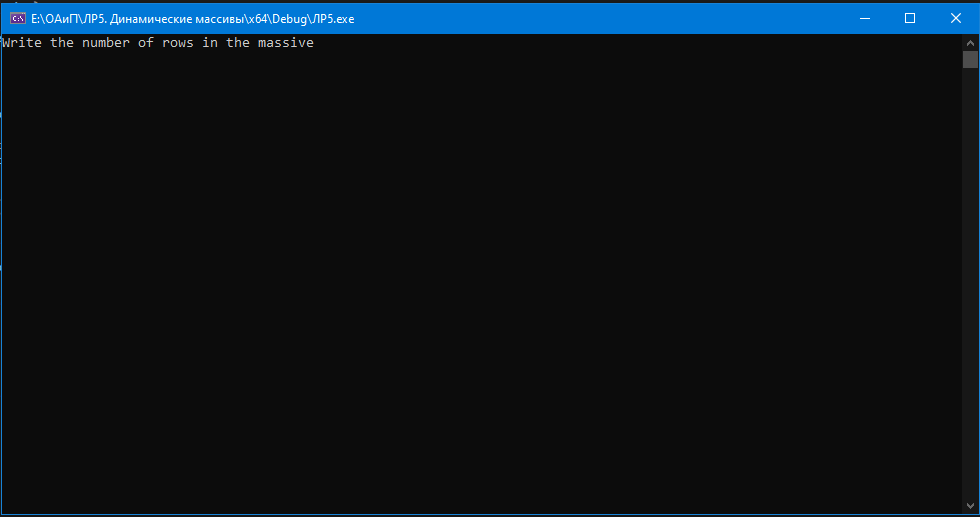 E:\ОАиП\ЛР5. Динамические массивы\x64\Debug\ЛР5.exe
Write the number of rows in the massive